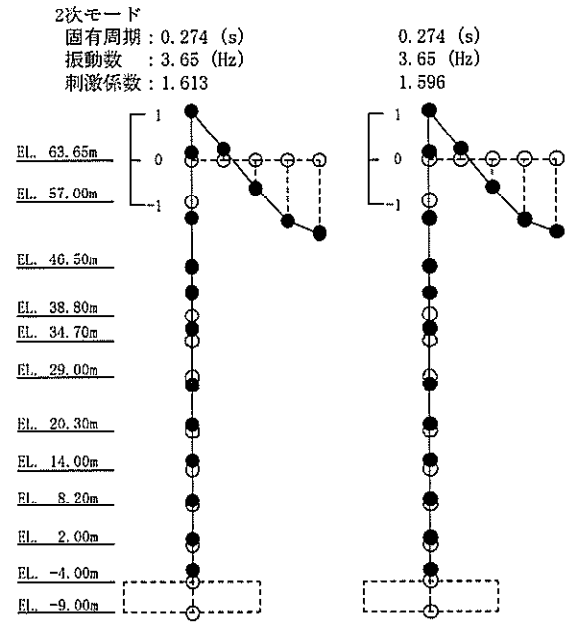 2次モード
固有周期：0.274 (s)
振動数　：3.65 (Hz)
刺激係数：1.613
0.274 (s)
3.65 (Hz)
1.596
1
0
-1
1
0
-1
EL. 63.65m
EL. 57.00m
EL. 46.50m
EL. 38.80m
EL. 34.70m
EL. 29.00m
EL. 20.30m
EL. 14.00m
EL. 8.20m
EL. 2.00m
EL. -4.00m
EL. -9.00m